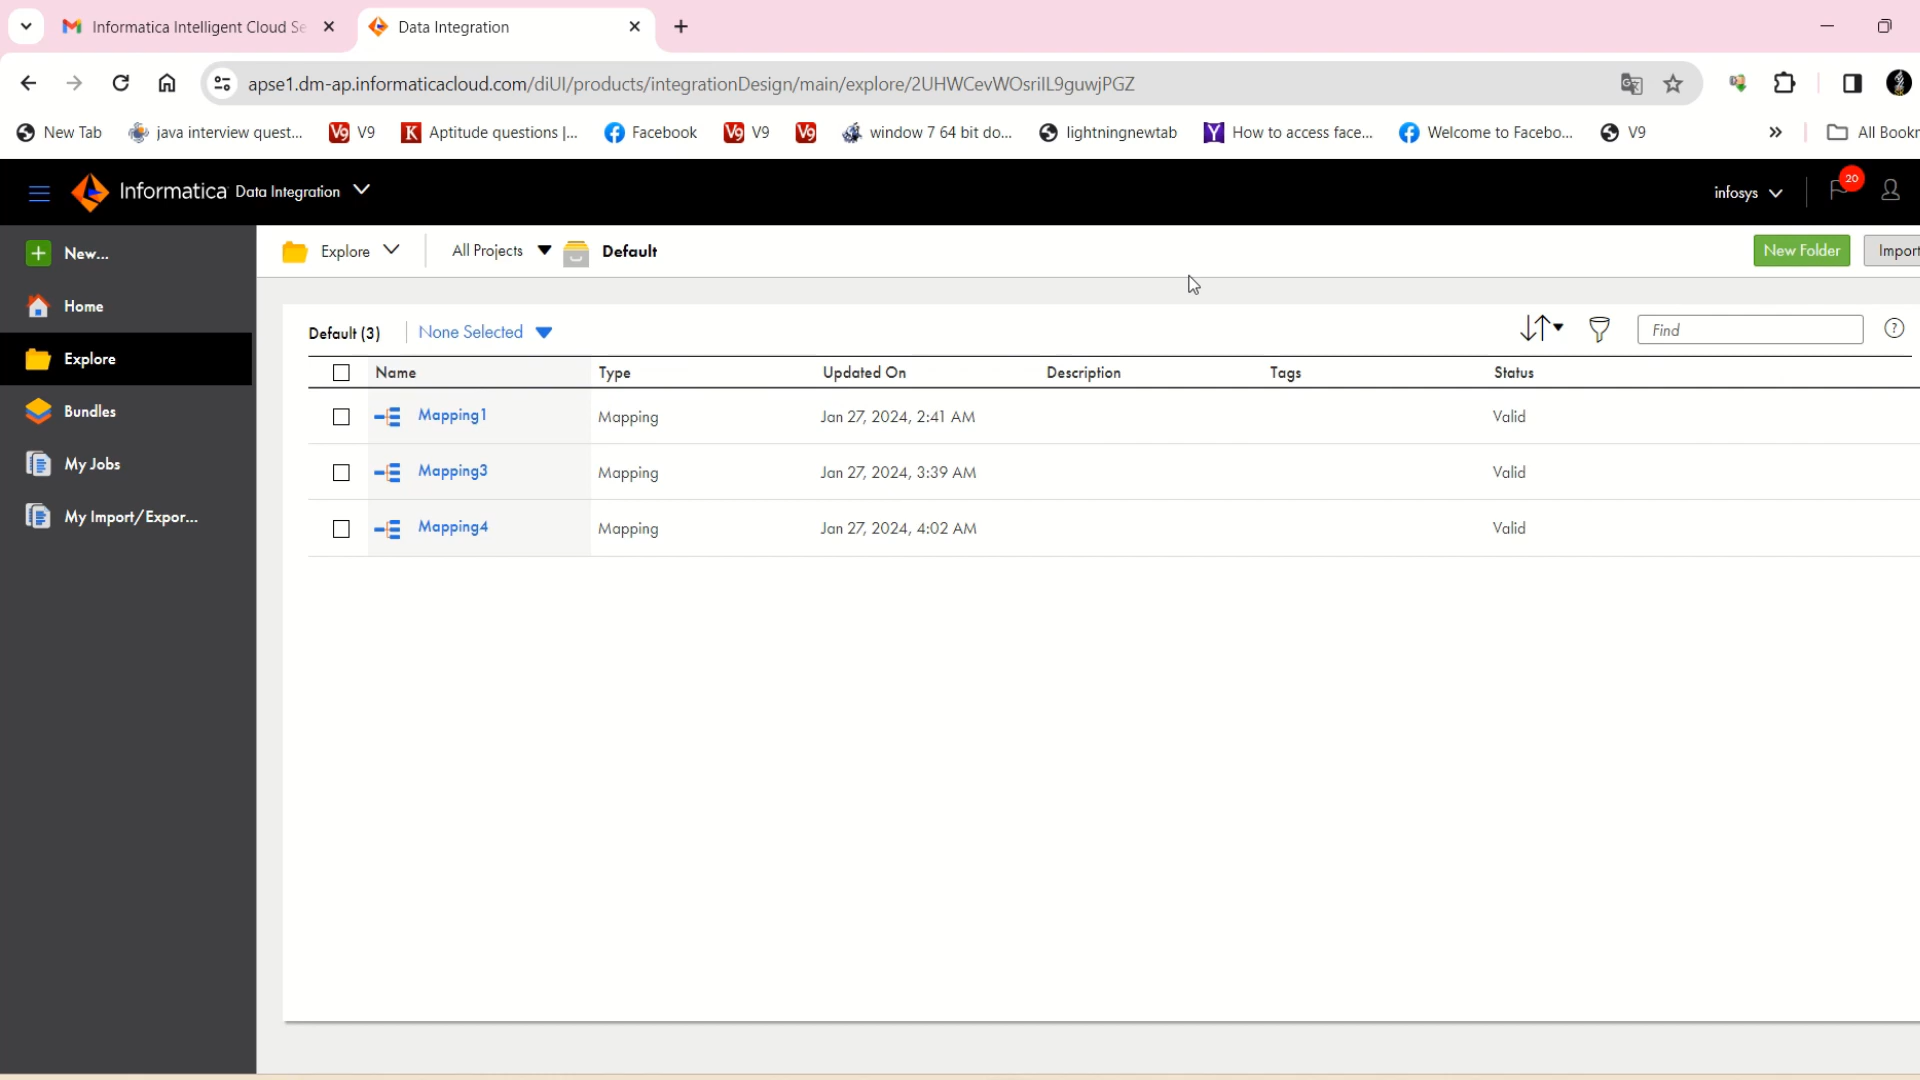 Informatica Intelligent Cloud Se
Data Integration
apse1.dm-ap.informaticacloud.com/diUI/products/integrationDesign/main/explore/2UHWCevWOsriIL9guwjPGZ
New Tab
java interview quest...
V9
Aptitude questions |...
Facebook
V9
window 7 64 bit do...
lightningnewtab
How to access face...
Welcome to Facebo...
V9
»
All Bookr
Informatica Data Integration
infosys
20
New...
Home
Explore
Bundles
My Jobs
My Import/Expor...
Explore
All Projects
Default
New Folder
Import
Default (3)
None Selected
Find
Name Type Updated On Description Tags Status
Mapping1 Mapping Jan 27, 2024, 2:41 AM Valid
Mapping3 Mapping Jan 27, 2024, 3:39 AM Valid
Mapping4 Mapping Jan 27, 2024, 4:02 AM Valid